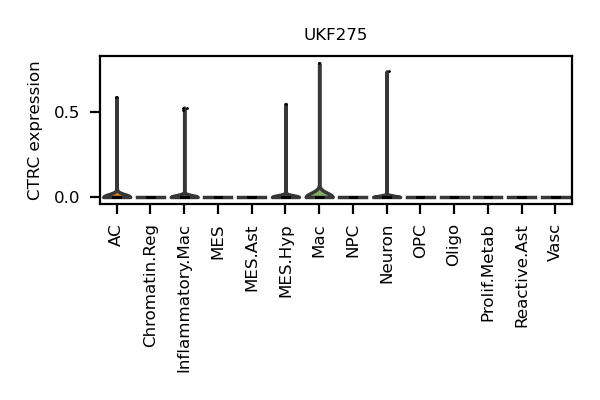 UKF275
CTRC expression
0.5
0.0
AC
Chromatin.Reg
Inflammatory.Mac
MES
MES.Ast
MES.Hyp
Mac
NPC
Neuron
OPC
Oligo
Prolif.Metab
Reactive.Ast
Vasc